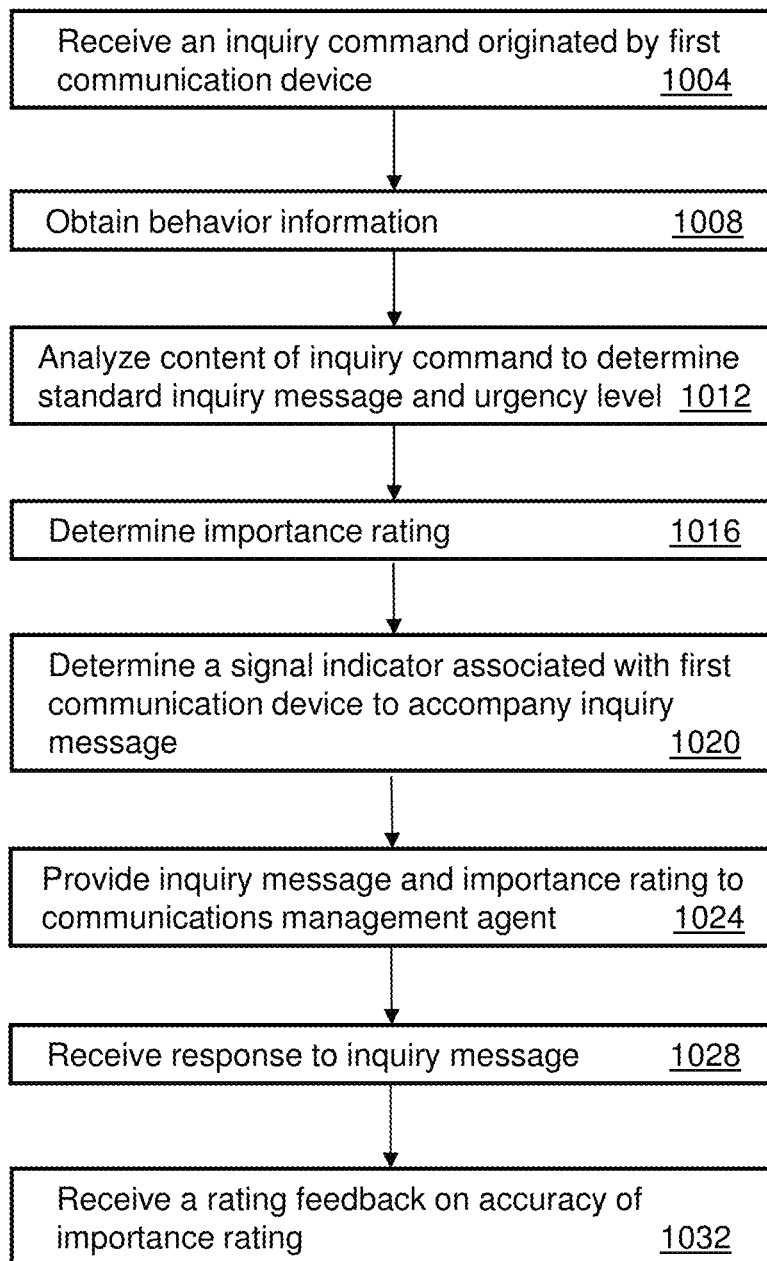 Receive an inquiry command originated by first
communication device 1004
Obtain behavior information 1008
Analyze content of inquiry command to determine
standard inquiry message and urgency level 1012
Determine importance rating 1016
Determine a signal indicator associated with first
communication device to accompany inquiry
message 1020
Provide inquiry message and importance rating to
communications management agent 1024
Receive response to inquiry message 1028
Receive a rating feedback on accuracy of
importance rating 1032